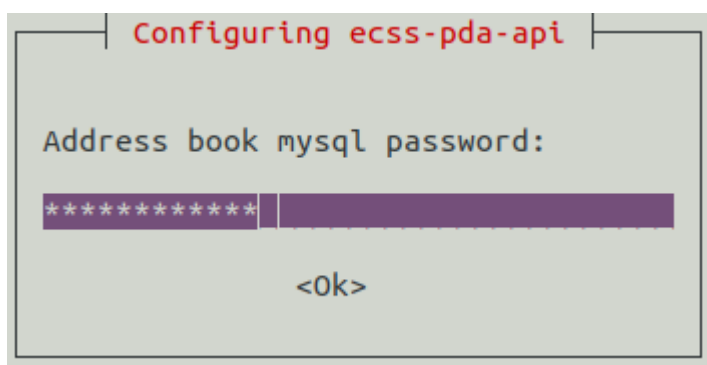 Configuring ecss-pda-api
Address book mysql password:
************
<Ok>